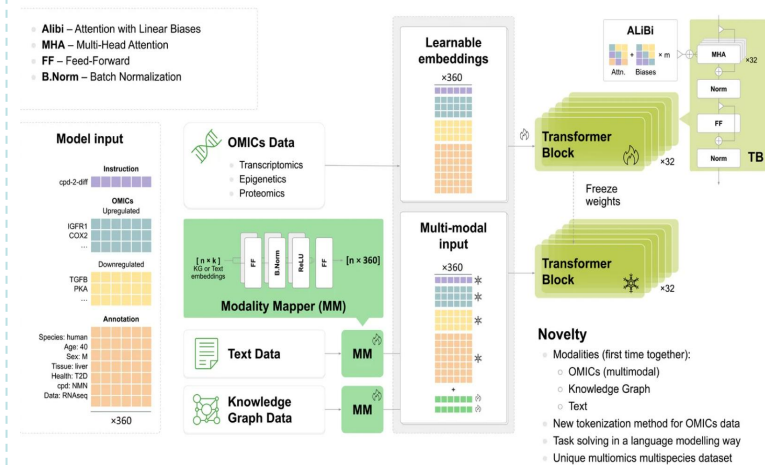 Alibi – Attention with Linear Biases
MHA – Multi-Head Attention
FF – Feed-Forward
B.Norm – Batch Normalization
Model input
Instruction
cpd-2-diff
OMICs
Upregulated
IGFR1
COX2
...
Downregulated
TGFB
PKA
...
Annotation
Species: human
Age: 40
Sex: M
Tissue: liver
Health: T2D
cpd: NMN
Data: RNAseq
×360
OMICs Data
Transcriptomics
Epigenetics
Proteomics
[ n × k ]
KG or Text
embeddings
FF
B.Norm
ReLU
FF
[n × 360]
Modality Mapper (MM)
Text Data
MM
Knowledge
Graph Data
MM
Learnable
embeddings
×360
Multi-modal
input
×360
+
ALiBi
+
× m
Attn.
Biases
MHA
×32
Norm
FF
Norm
TB
Transformer
Block
×32
Freeze
weights
Transformer
Block
×32
Novelty
Modalities (first time together):
OMICs (multimodal)
Knowledge Graph
Text
New tokenization method for OMICs data
Task solving in a language modelling way
Unique multiomics multispecies dataset